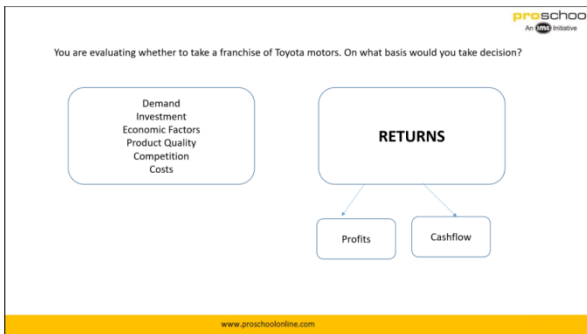 proschool
An ims Initiative
You are evaluating whether to take a franchise of Toyota motors. On what basis would you take decision?
Demand
Investment
Economic Factors
Product Quality
Competition
Costs
RETURNS
Profits
Cashflow
www.proschoolonline.com